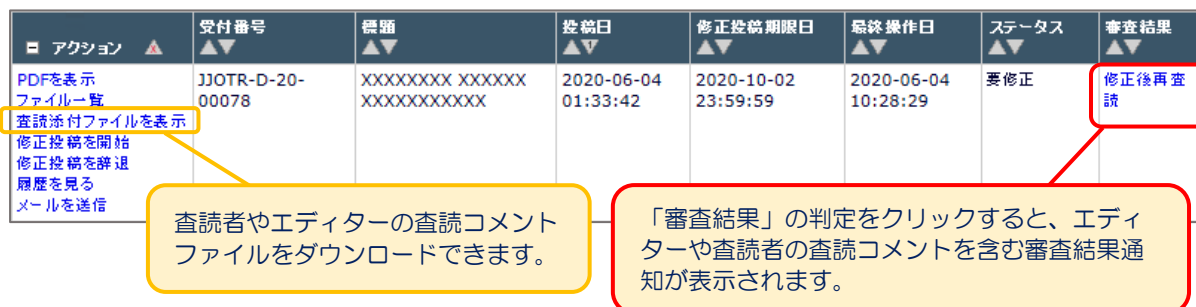 アクション
受付番号
標題
投稿日
修正投稿期限日
最終操作日
ステータス
審査結果
PDFを表示
ファイル一覧
査読添付ファイルを表示
修正投稿を開始
修正投稿を辞退
履歴を見る
メールを送信
JJOTR-D-20-
00078
XXXXXXXX XXXXXX
XXXXXXXXXXX
2020-06-04
01:33:42
2020-10-02
23:59:59
2020-06-04
10:28:29
要修正
修正後再査
読
査読者やエディターの査読コメント
ファイルをダウンロードできます。
「審査結果」の判定をクリックすると、エディ
ターや査読者の査読コメントを含む審査結果通
知が表示されます。